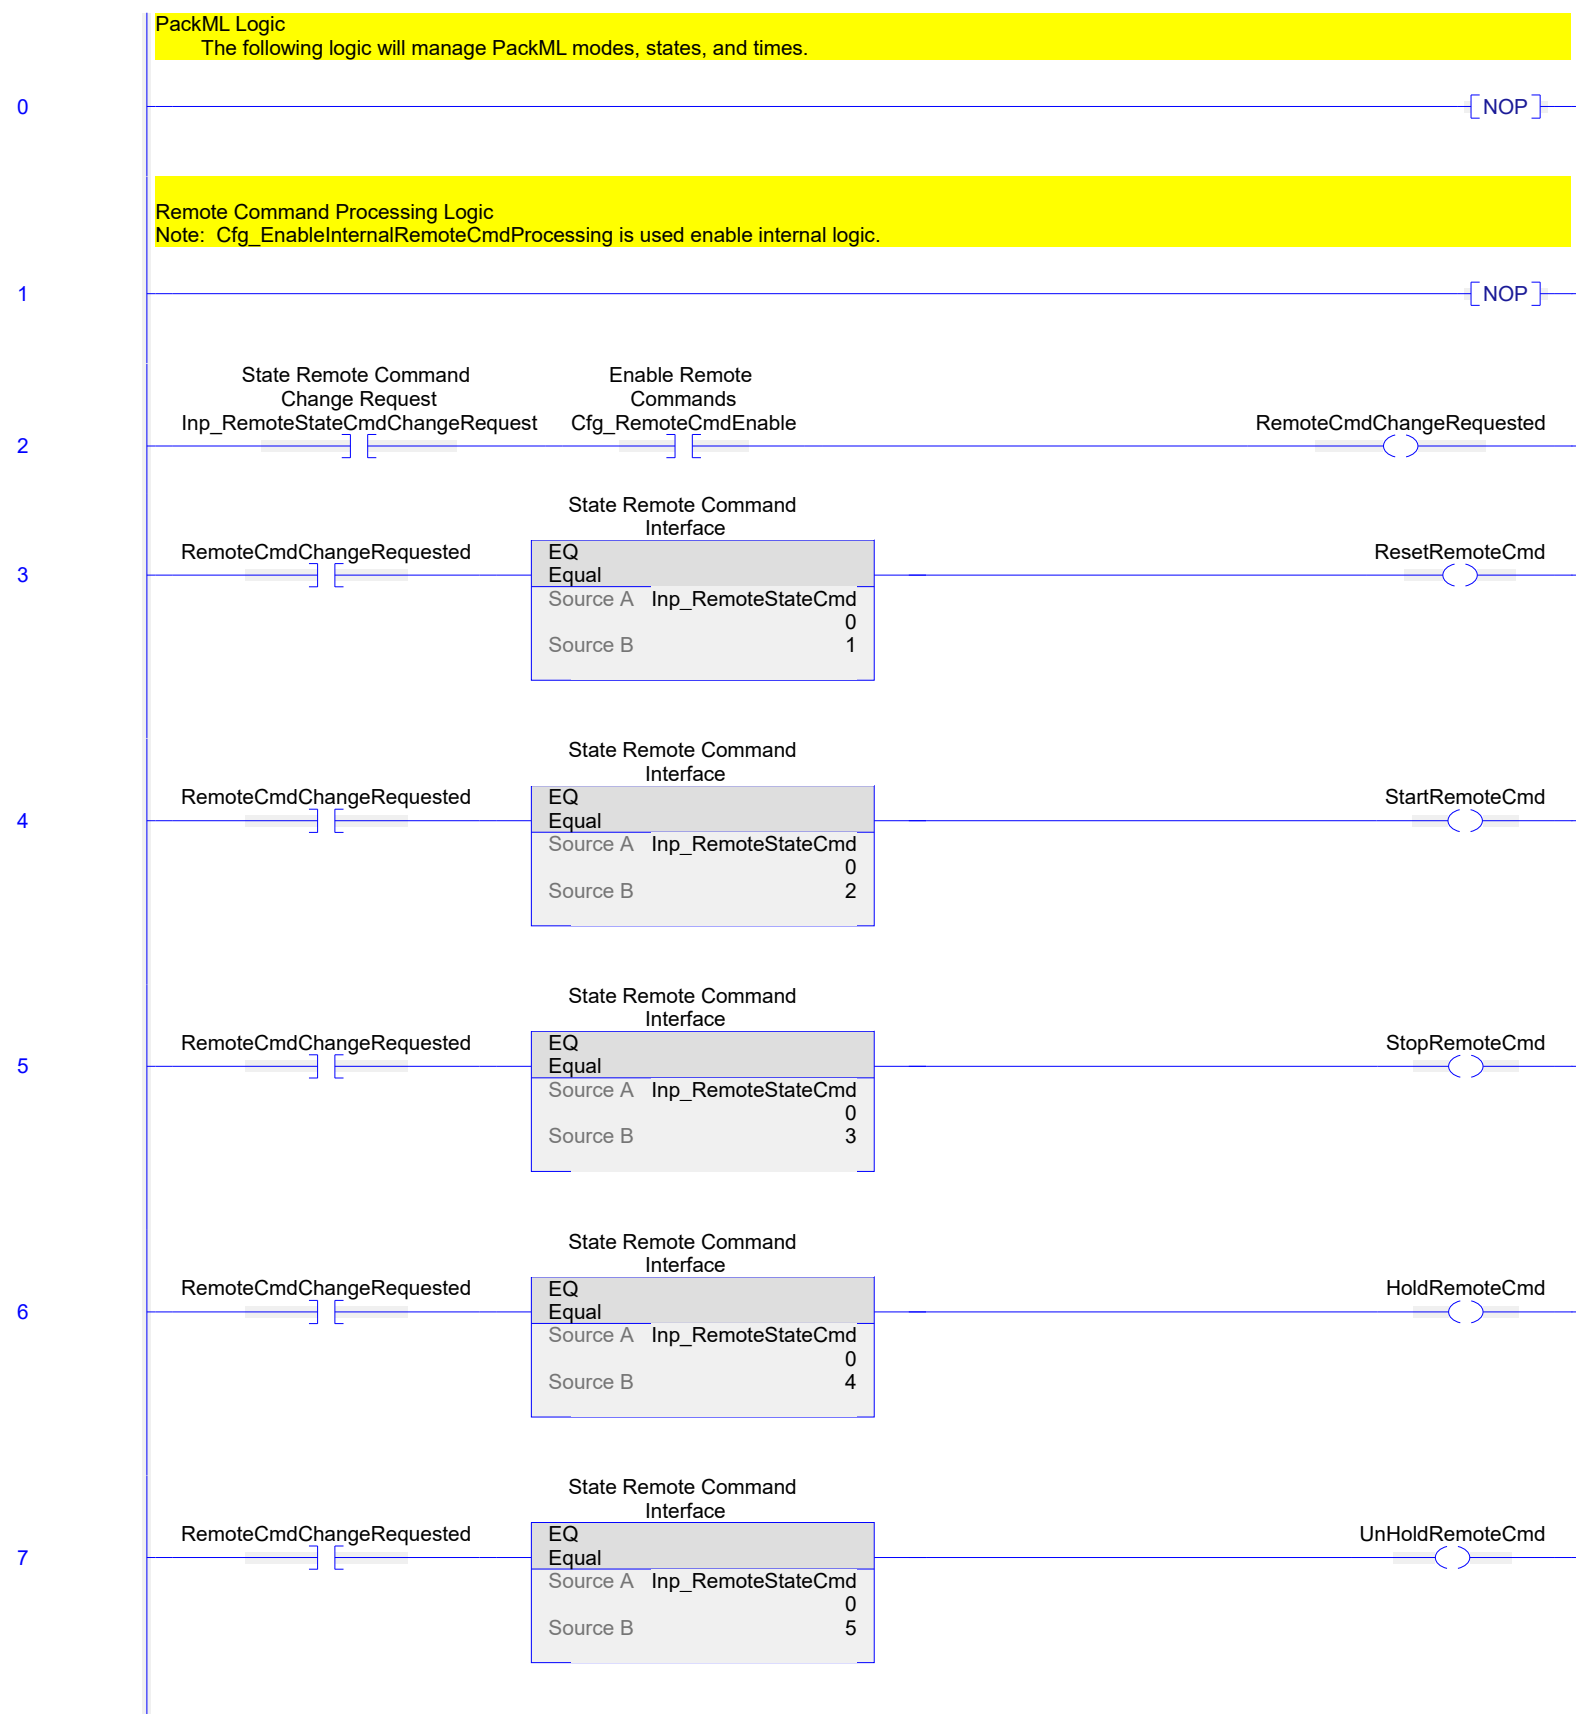 PackML Logic
The following logic will manage PackML modes, states, and times.
0
NOP
Remote Command Processing Logic
Note:  Cfg_EnableInternalRemoteCmdProcessing is used enable internal logic.
1
NOP
State Remote Command
Change Request
Inp_RemoteStateCmdChangeRequest
Enable Remote
Commands
Cfg_RemoteCmdEnable
RemoteCmdChangeRequested
2
State Remote Command
Interface
RemoteCmdChangeRequested
EQ
Equal
Source A Inp_RemoteStateCmd
0
Source B 1
ResetRemoteCmd
3
State Remote Command
Interface
RemoteCmdChangeRequested
EQ
Equal
Source A Inp_RemoteStateCmd
0
Source B 2
StartRemoteCmd
4
State Remote Command
Interface
RemoteCmdChangeRequested
EQ
Equal
Source A Inp_RemoteStateCmd
0
Source B 3
StopRemoteCmd
5
State Remote Command
Interface
RemoteCmdChangeRequested
EQ
Equal
Source A Inp_RemoteStateCmd
0
Source B 4
HoldRemoteCmd
6
State Remote Command
Interface
RemoteCmdChangeRequested
EQ
Equal
Source A Inp_RemoteStateCmd
0
Source B 5
UnHoldRemoteCmd
7